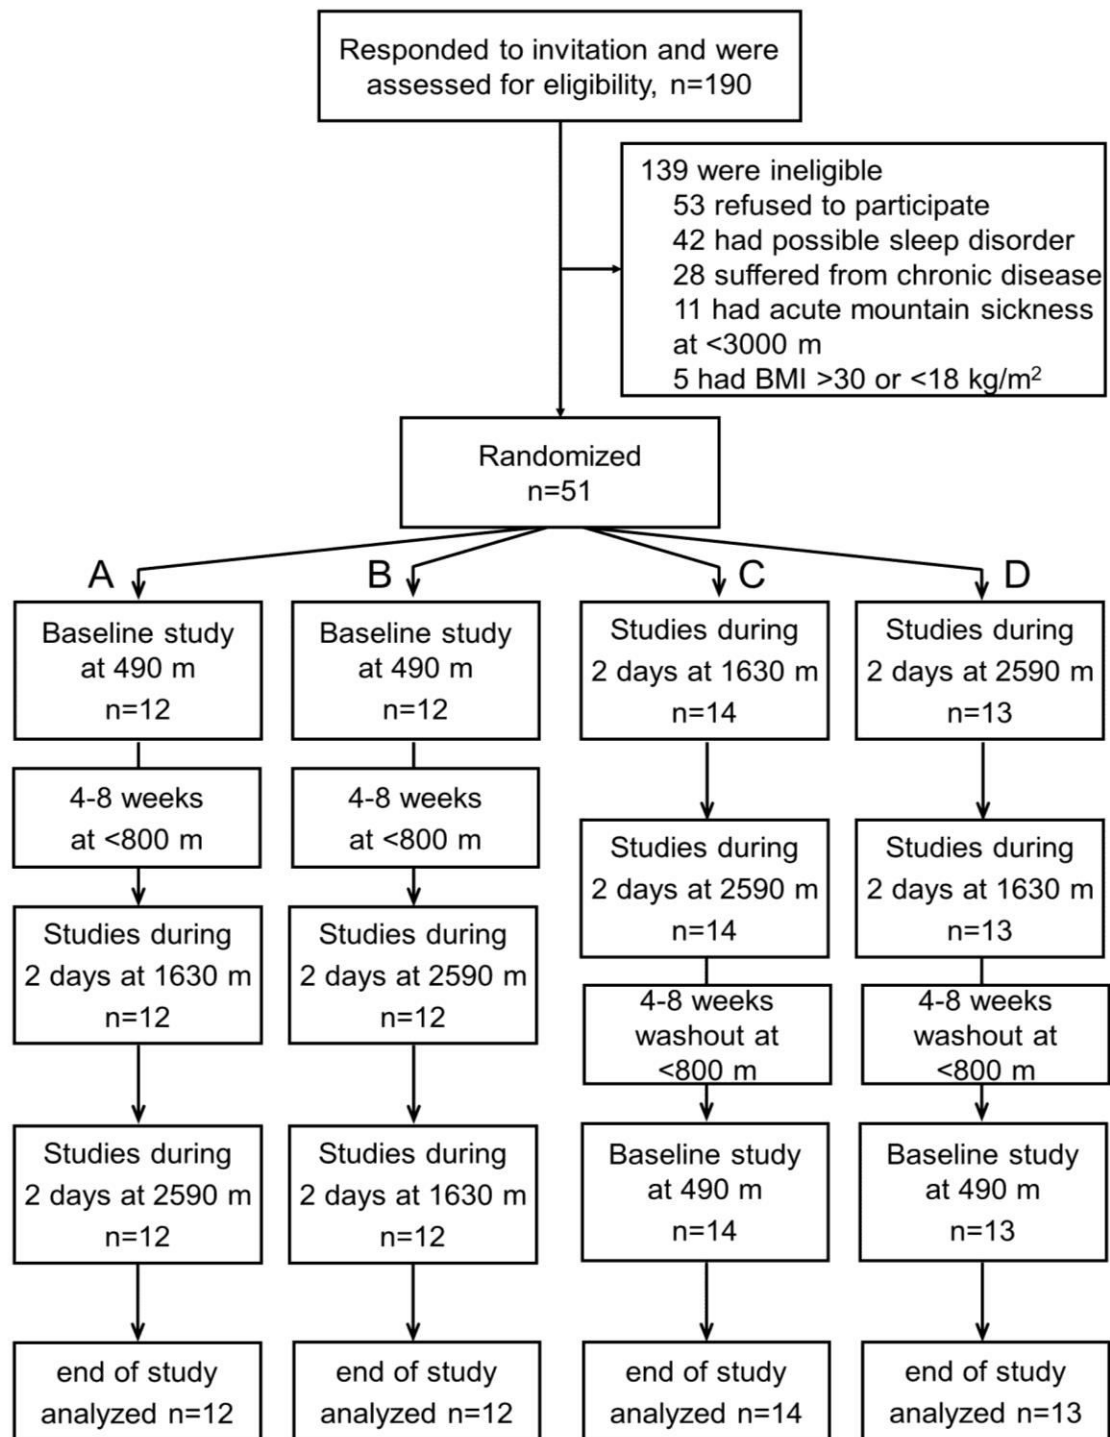 Responded to invitation and were
assessed for eligibility, n=190
139 were ineligible
53 refused to participate
42 had possible sleep disorder
28 suffered from chronic disease
11 had acute mountain sickness
at <3000 m
5 had BMI >30 or <18 kg/m²
Randomized
n=51
A
Baseline study
at 490 m
n=12
4-8 weeks
at <800 m
Studies during
2 days at 1630 m
n=12
Studies during
2 days at 2590 m
n=12
end of study
analyzed n=12
B
Baseline study
at 490 m
n=12
4-8 weeks
at <800 m
Studies during
2 days at 2590 m
n=12
Studies during
2 days at 1630 m
n=12
end of study
analyzed n=12
C
Studies during
2 days at 1630 m
n=14
Studies during
2 days at 2590 m
n=14
4-8 weeks
washout at
<800 m
Baseline study
at 490 m
n=14
end of study
analyzed n=14
D
Studies during
2 days at 2590 m
n=13
Studies during
2 days at 1630 m
n=13
4-8 weeks
washout at
<800 m
Baseline study
at 490 m
n=13
end of study
analyzed n=13